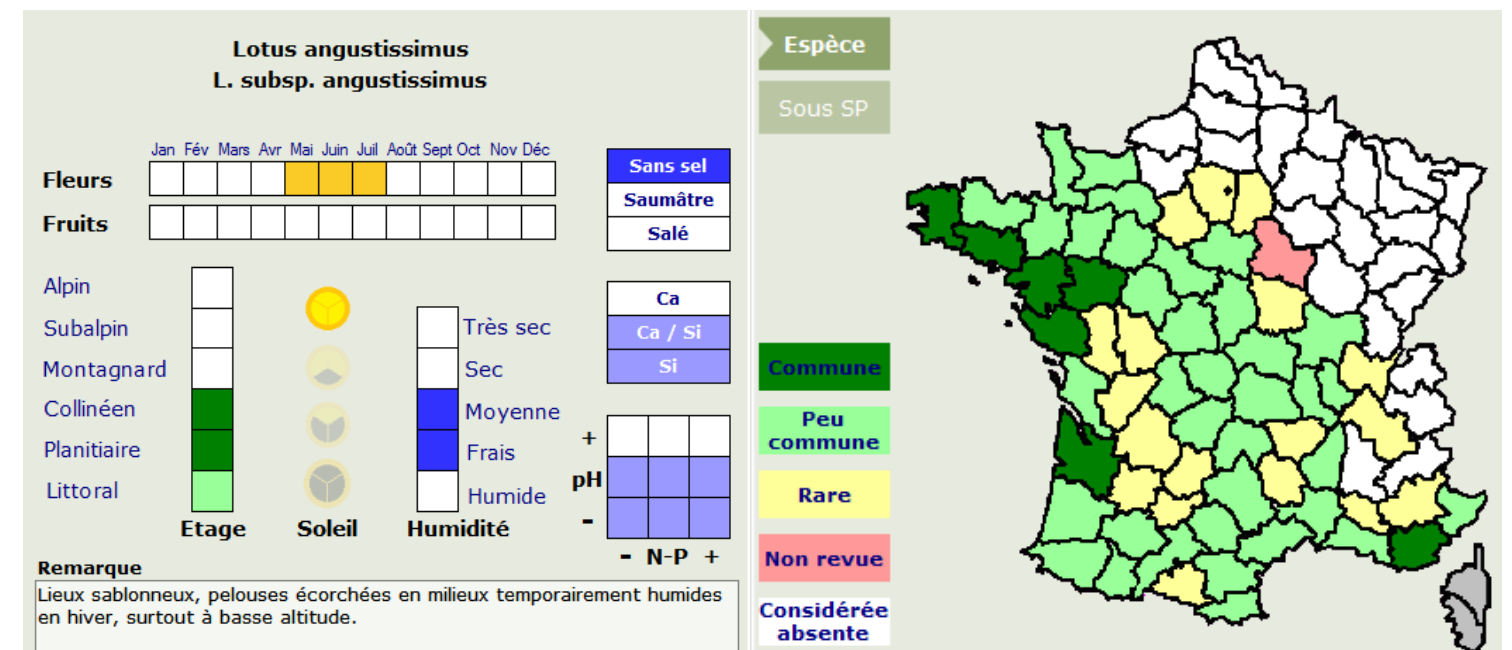 Lotus angustissimus
L. subsp. angustissimus
Jan Fév Mars Avr Mai Juin Juil Août Sept Oct Nov Déc
Fleurs
Fruits
Sans sel
Saumâtre
Salé
Alpin
Subalpin
Montagnard
Collinéen
Planitiaire
Littoral
Etage
Soleil
Très sec
Sec
Moyenne
Frais
Humide
Humidité
Ca
Ca / Si
Si
+
pH
-
- N-P +
Remarque
Lieux sablonneux, pelouses écorchées en milieux temporairement humides
en hiver, surtout à basse altitude.
Espèce
Sous SP
Commune
Peu
commune
Rare
Non revue
Considérée
absente